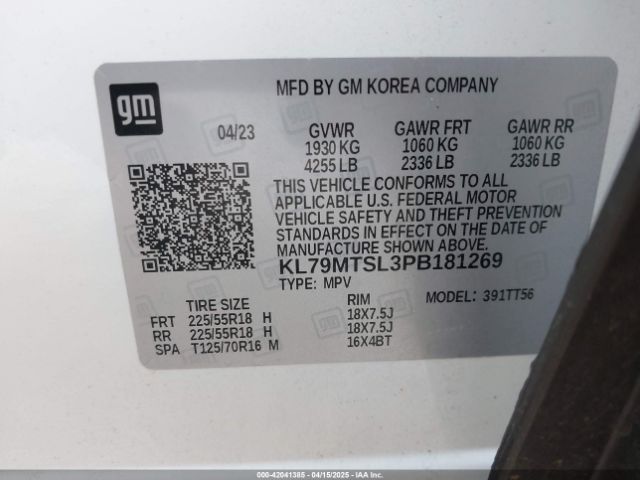 gm
MFD BY GM KOREA COMPANY
04/23 GVWR GAWR FRT GAWR RR
1930 KG 1060 KG 1060 KG
4255 LB 2336 LB 2336 LB
THIS VEHICLE CONFORMS TO ALL
APPLICABLE U.S. FEDERAL MOTOR
VEHICLE SAFETY AND THEFT PREVENTION
STANDARDS IN EFFECT ON THE DATE OF
MANUFACTURE SHOWN ABOVE.
KL79MTSL3PB181269
TYPE: MPV MODEL: 391TT56
TIRE SIZE RIM
FRT 225/55R18 H 18X7.5J
RR 225/55R18 H 18X7.5J
SPA T125/70R16 M 16X4BT
000-42041385 - 04/15/2025 - IAA Inc.